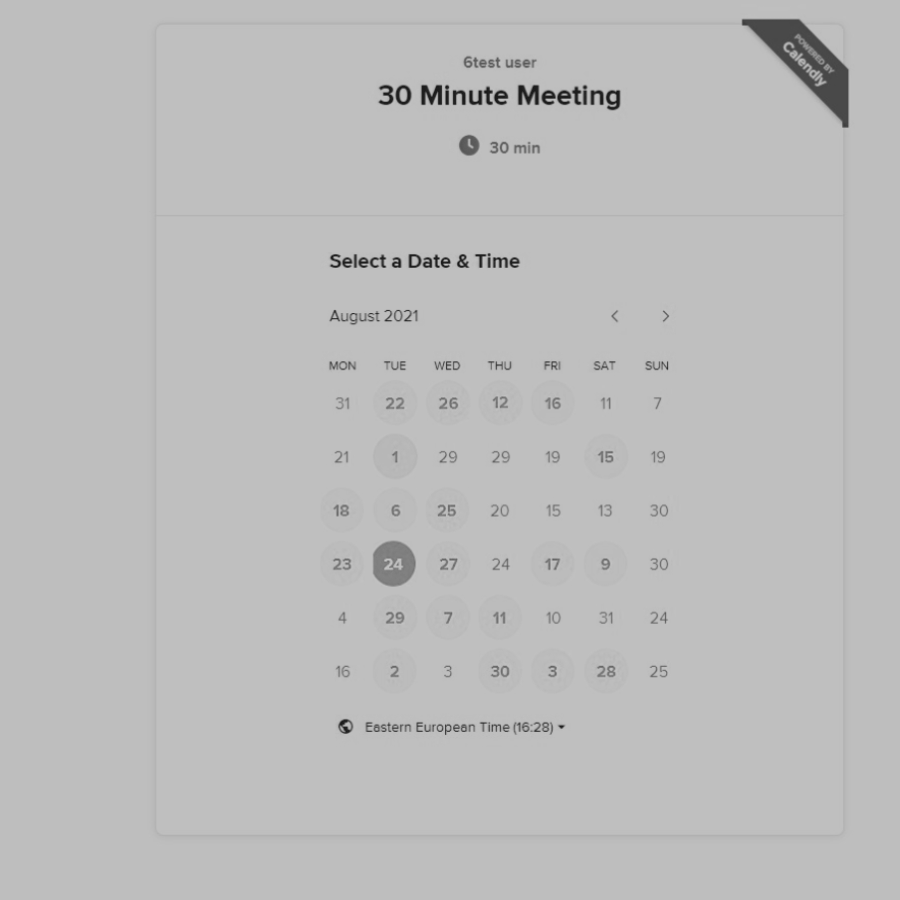 POWERED BY
Calendly
6test user
30 Minute Meeting
30 min
Select a Date & Time
August 2021
MON TUE WED THU FRI SAT SUN
31 22 26 12 16 11 7
21 1 29 29 19 15 19
18 6 25 20 15 13 30
23 24 27 24 17 9 30
4 29 7 11 10 31 24
16 2 3 30 3 28 25
Eastern European Time (16:28)